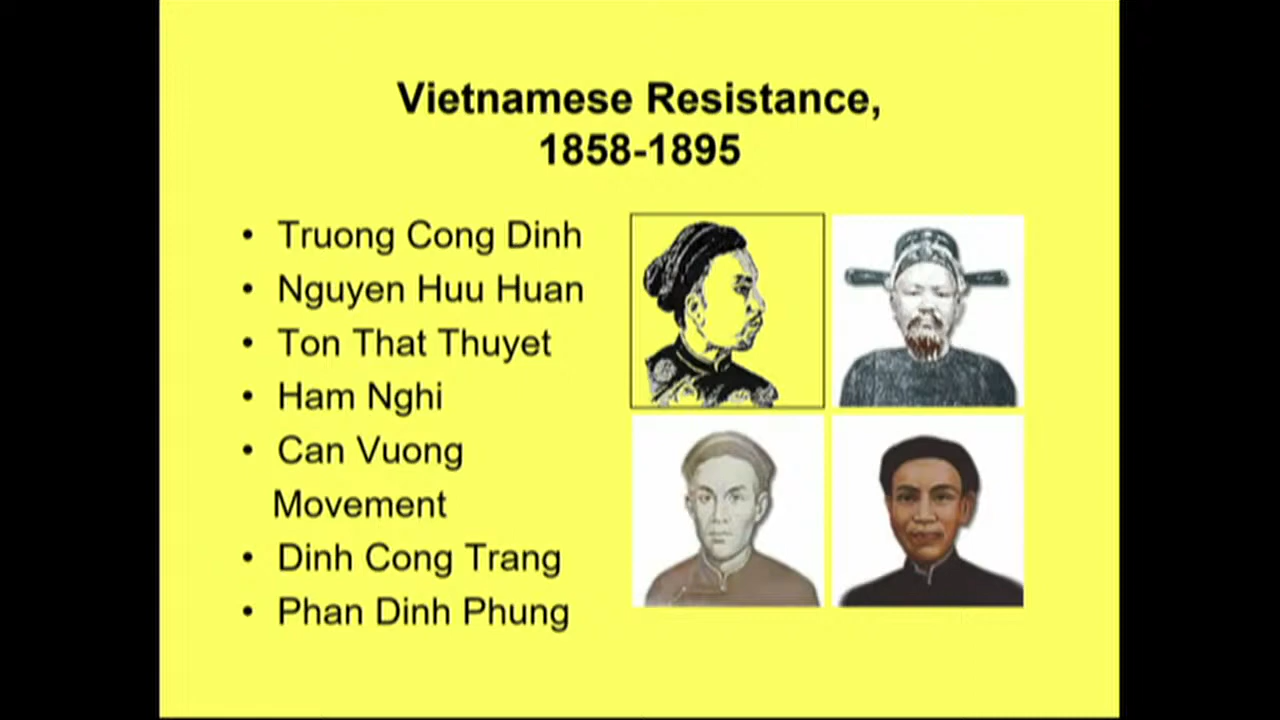 Vietnamese Resistance,
1858-1895
• Truong Cong Dinh
• Nguyen Huu Huan
• Ton That Thuyet
• Ham Nghi
• Can Vuong
Movement
• Dinh Cong Trang
• Phan Dinh Phung